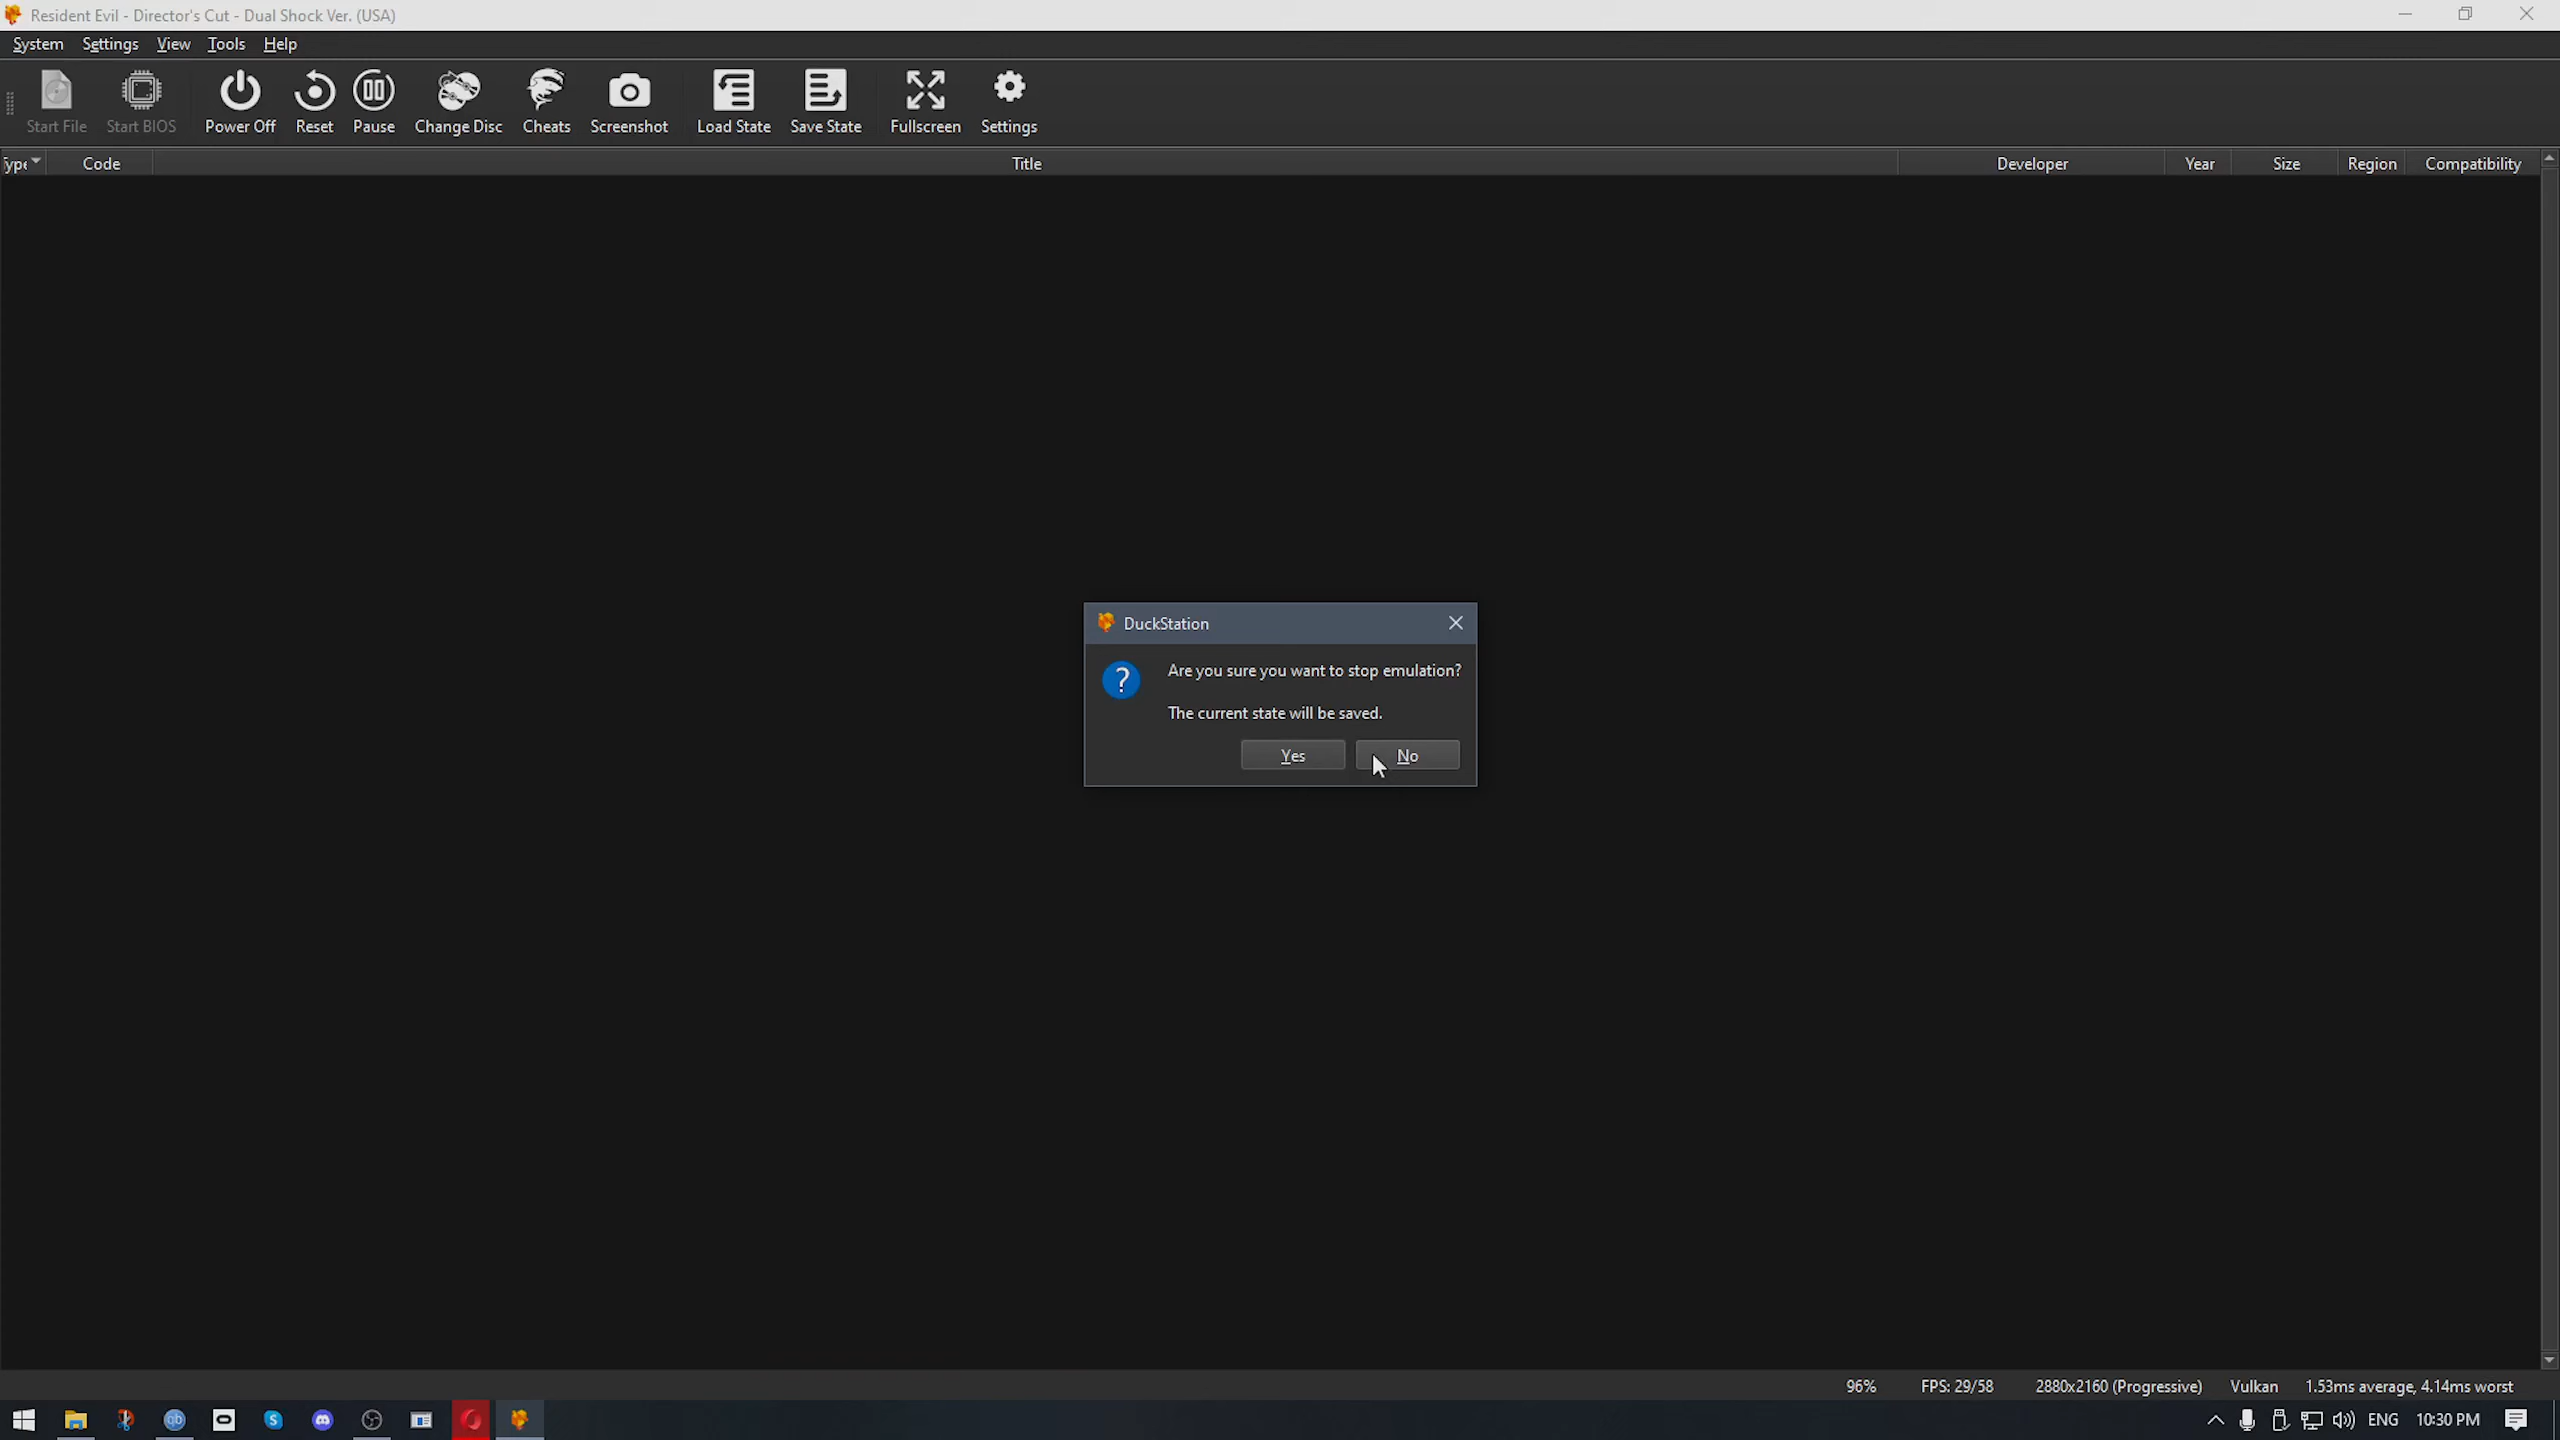 Resident Evil - Director's Cut - Dual Shock Ver. (USA)
System Settings View Tools Help
Start File Start BIOS Power Off Reset Pause Change Disc Cheats Screenshot Load State Save State Fullscreen Settings
Type Code Title Developer Year Size Region Compatibility
DuckStation
Are you sure you want to stop emulation?
The current state will be saved.
Yes No
96% FPS: 29/58 2880x2160 (Progressive) Vulkan 1.53ms average, 4.14ms worst
qb S ENG 10:30 PM